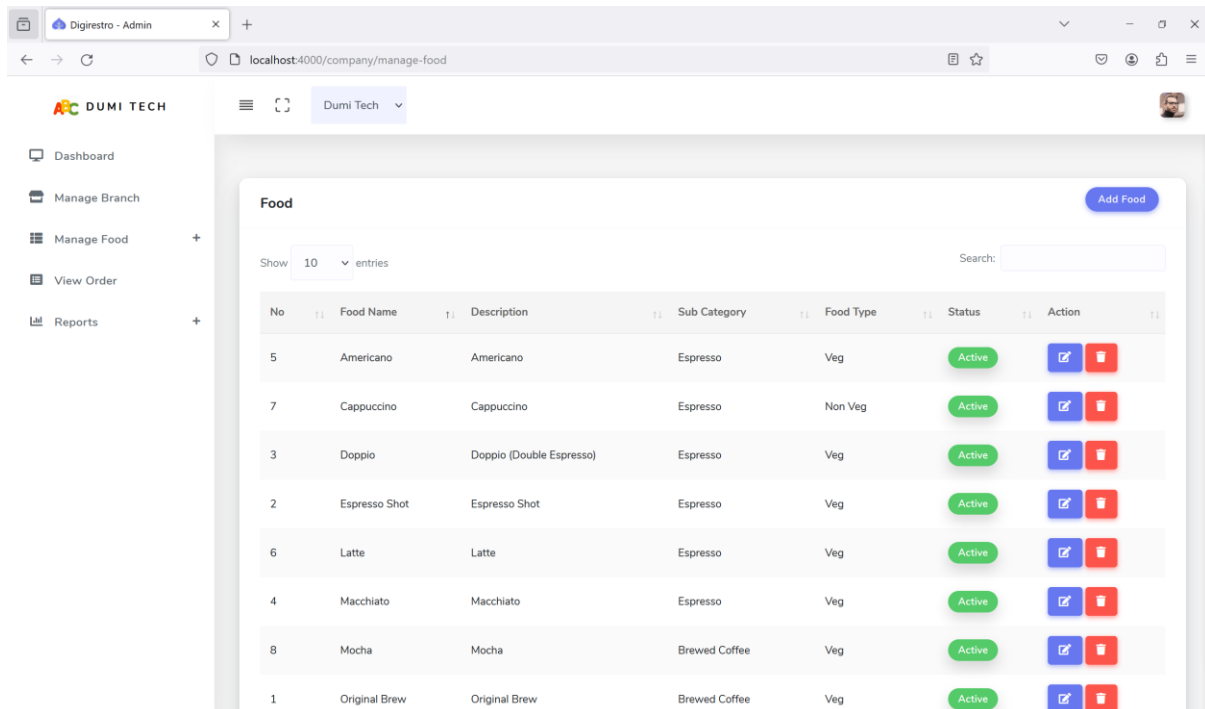 Digirestro - Admin
localhost:4000/company/manage-food
ABC DUMI TECH
Dumi Tech
Dashboard
Manage Branch
Manage Food +
View Order
Reports +
Food
Add Food
Show 10 entries
Search:
No Food Name Description Sub Category Food Type Status Action
5 Americano Americano Espresso Veg Active
7 Cappuccino Cappuccino Espresso Non Veg Active
3 Doppio Doppio (Double Espresso) Espresso Veg Active
2 Espresso Shot Espresso Shot Espresso Veg Active
6 Latte Latte Espresso Veg Active
4 Macchiato Macchiato Espresso Veg Active
8 Mocha Mocha Brewed Coffee Veg Active
1 Original Brew Original Brew Brewed Coffee Veg Active